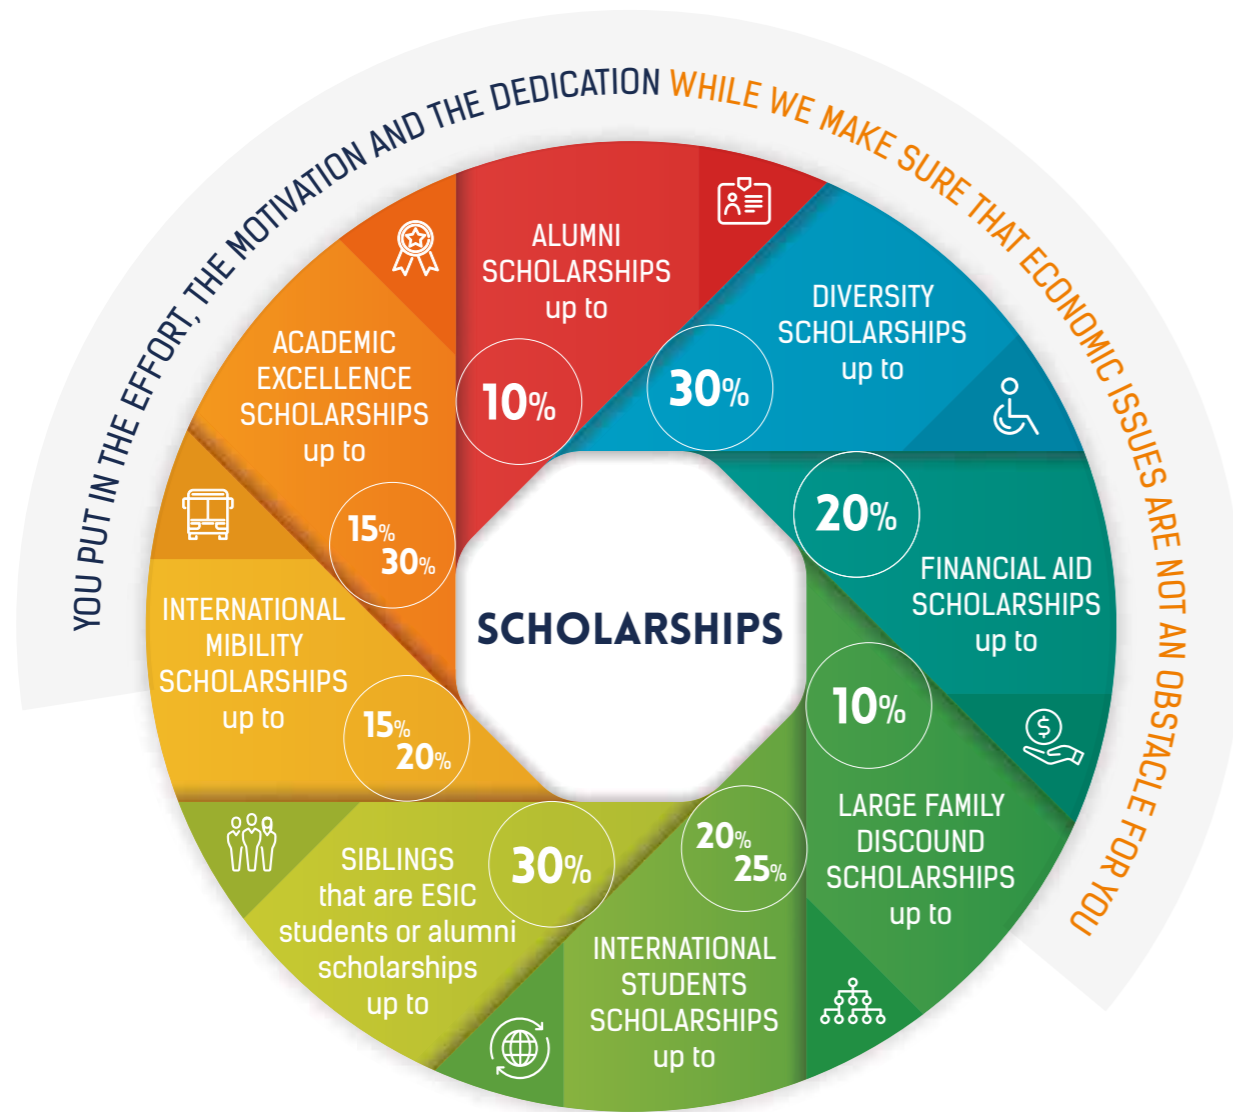 YOU PUT IN THE EFFORT, THE MOTIVATION AND THE DEDICATION WHILE WE MAKE SURE THAT ECONOMIC ISSUES ARE NOT AN OBSTACLE FOR YOU
ALUMNI
SCHOLARSHIPS
up to
10%
DIVERSITY
SCHOLARSHIPS
up to
30%
20%
FINANCIAL AID
SCHOLARSHIPS
up to
10%
LARGE FAMILY
DISCOUND
SCHOLARSHIPS
up to
20%
25%
INTERNATIONAL
STUDENTS
SCHOLARSHIPS
up to
30%
SIBLINGS
that are ESIC
students or alumni
scholarships
up to
INTERNATIONAL
MIBILITY
SCHOLARSHIPS
up to
15%
20%
ACADEMIC
EXCELLENCE
SCHOLARSHIPS
up to
15%
30%
SCHOLARSHIPS
$